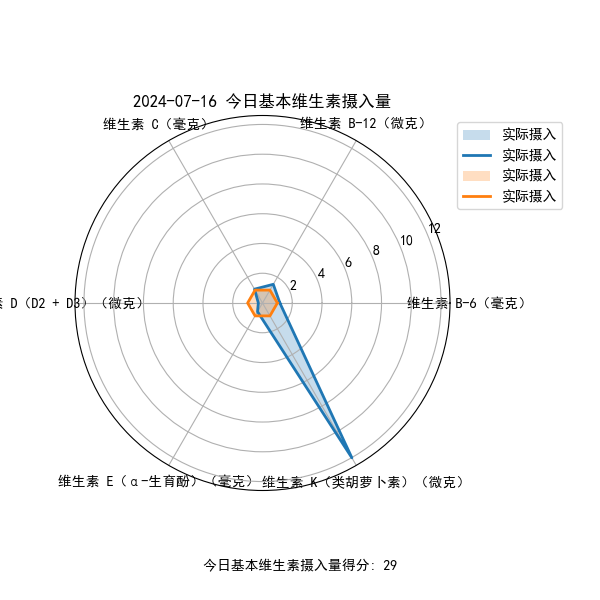 2024-07-16 今日基本维生素摄入量
维生素 C（毫克）
维生素 B-12（微克）
实际摄入
实际摄入
实际摄入
实际摄入
12
10
8
6
4
2
D（D2 + D3）（微克）
维生素 B-6（毫克）
维生素 E（α-生育酚）（毫克）
维生素 K（类胡萝卜素）（微克）
今日基本维生素摄入量得分: 29